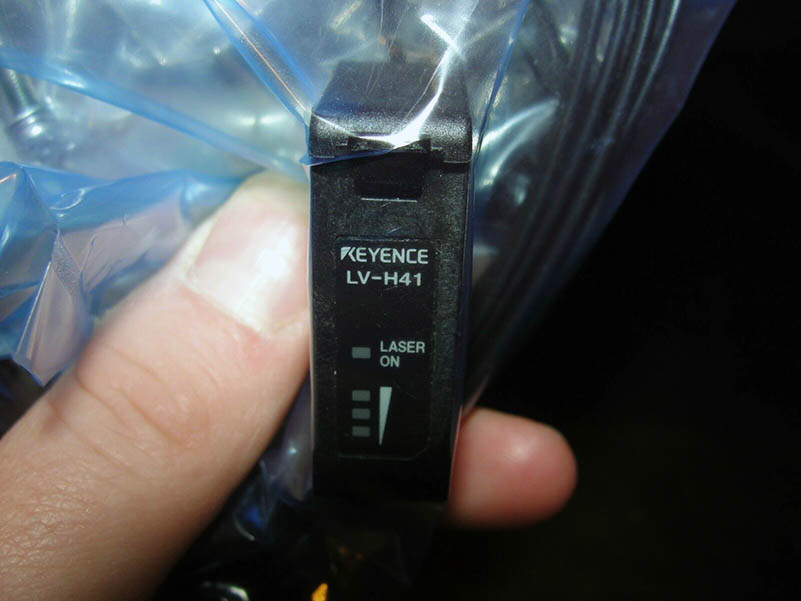 KEYENCE
LV-H41
LASER
ON